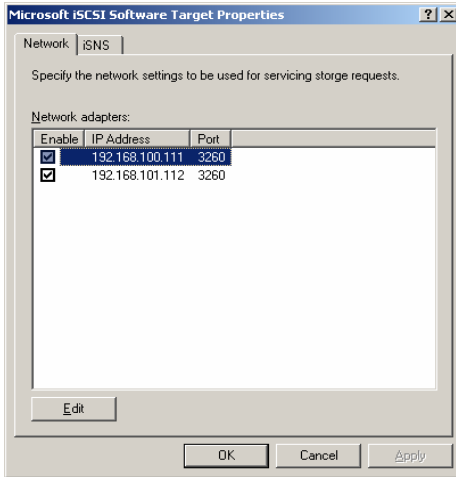 Microsoft iSCSI Software Target Properties
Network iSNS
Specify the network settings to be used for servicing storge requests.
Network adapters:
Enable IP Address Port
192.168.100.111 3260
192.168.101.112 3260
Edit
OK Cancel Apply